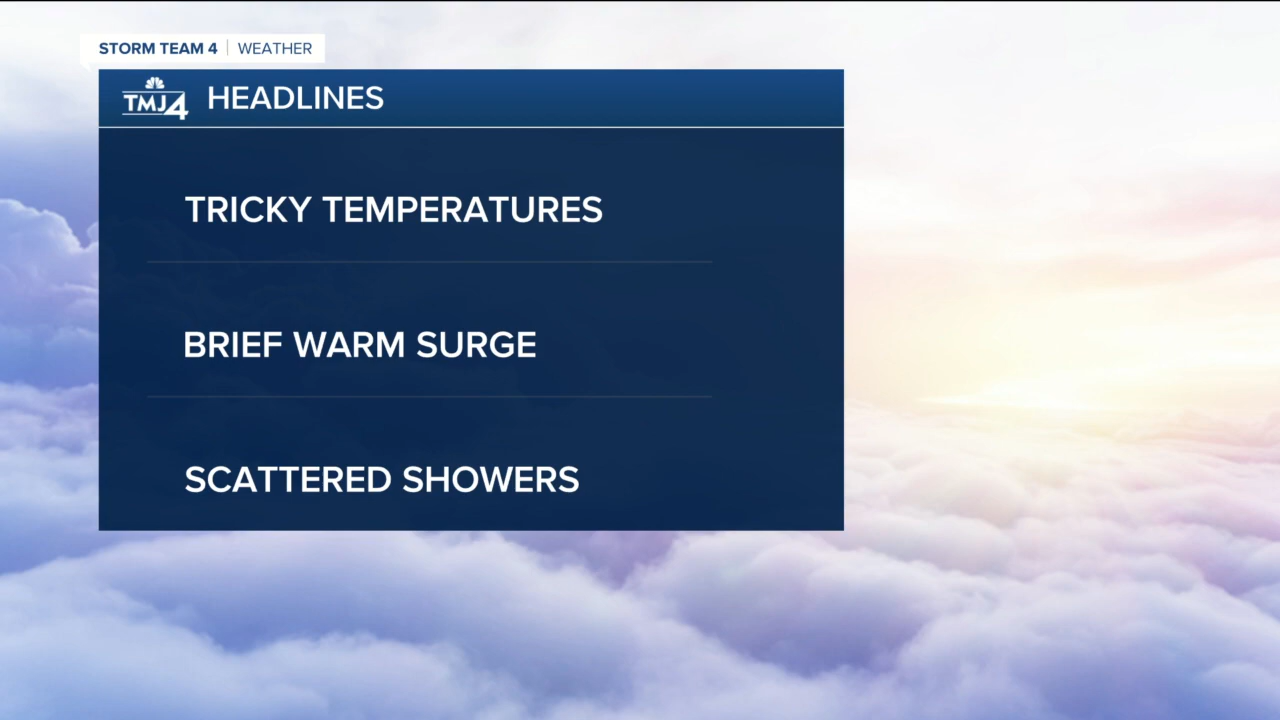 STORM TEAM 4 | WEATHER
TMJ4 HEADLINES
TRICKY TEMPERATURES
BRIEF WARM SURGE
SCATTERED SHOWERS